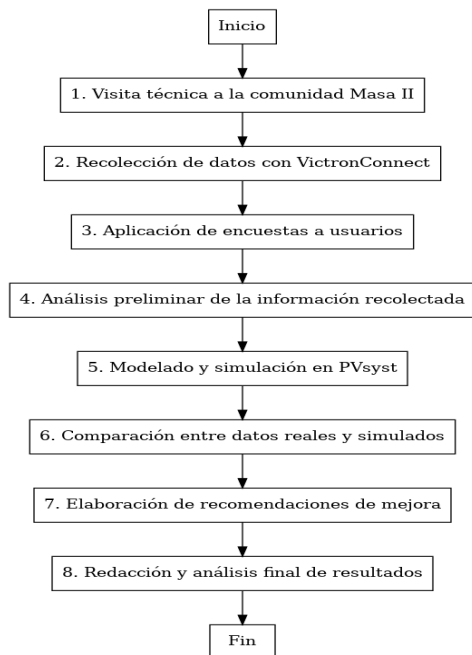 Inicio
1. Visita técnica a la comunidad Masa II
2. Recolección de datos con VictronConnect
3. Aplicación de encuestas a usuarios
4. Análisis preliminar de la información recolectada
5. Modelado y simulación en PVsyst
6. Comparación entre datos reales y simulados
7. Elaboración de recomendaciones de mejora
8. Redacción y análisis final de resultados
Fin